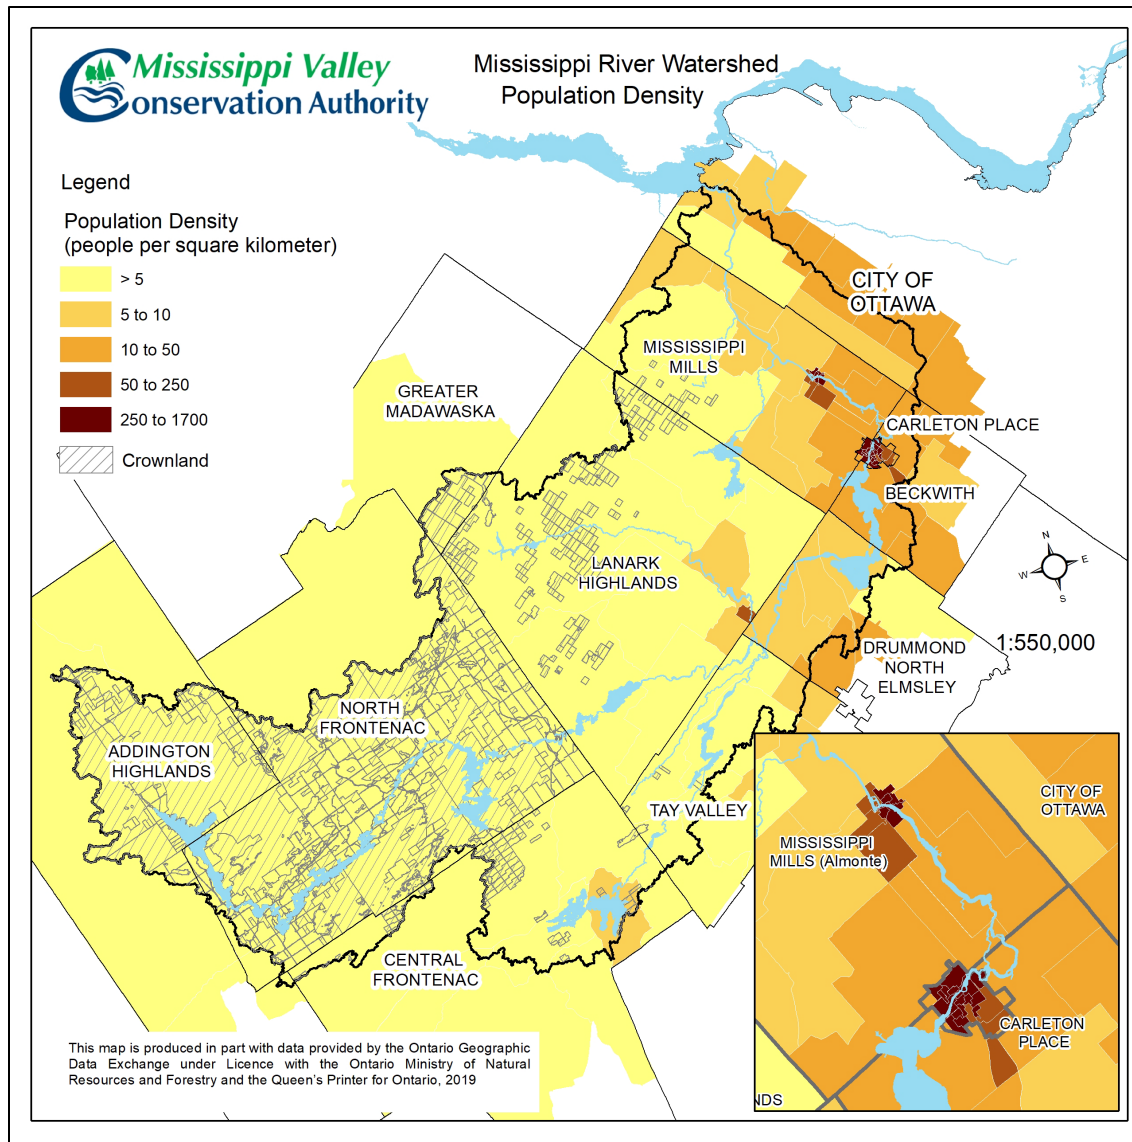 Mississippi Valley
Conservation Authority
Mississippi River Watershed
Population Density
Legend
Population Density
(people per square kilometer)
> 5
5 to 10
10 to 50
50 to 250
250 to 1700
Crownland
CITY OF
OTTAWA
MISSISSIPPI
MILLS
GREATER
MADAWASKA
CARLETON PLACE
BECKWITH
LANARK
HIGHLANDS
N
W
E
S
1:550,000
DRUMMOND
NORTH
ELMSLEY
NORTH
FRONTENAC
ADDINGTON
HIGHLANDS
TAY VALLEY
CENTRAL
FRONTENAC
CITY OF
OTTAWA
MISSISSIPPI
MILLS (Almonte)
CARLETON
PLACE
NDS
This map is produced in part with data provided by the Ontario Geographic
Data Exchange under Licence with the Ontario Ministry of Natural
Resources and Forestry and the Queen's Printer for Ontario, 2019